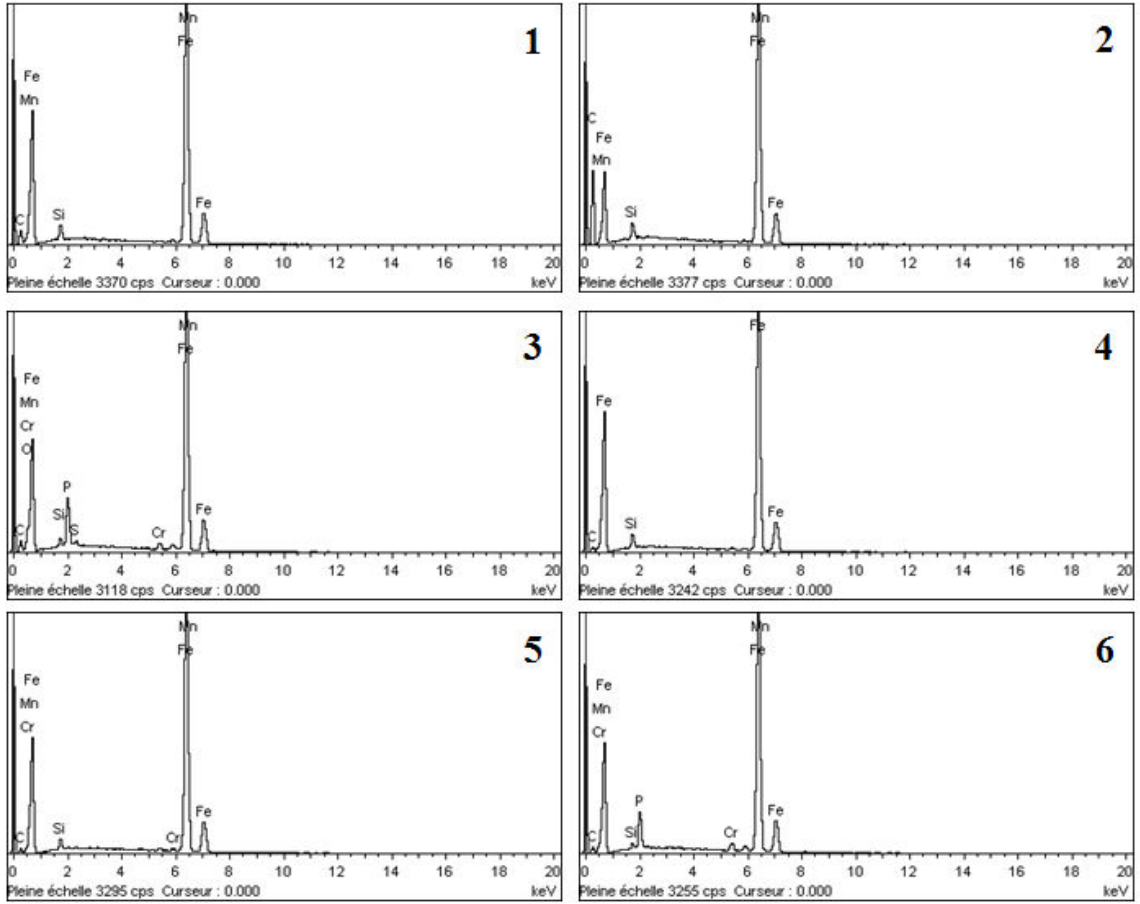 1
Mn
Fe
Fe
Mn
C
Si
Fe
0 2 4 6 8 10 12 14 16 18 20
Pleine échelle 3370 cps Curseur : 0.000 keV
2
Mn
Fe
C
Fe
Mn
Si
Fe
0 2 4 6 8 10 12 14 16 18 20
Pleine échelle 3377 cps Curseur : 0.000 keV
3
Mn
Fe
Fe
Mn
Cr
O
P
Si
S
C
Cr
Fe
0 2 4 6 8 10 12 14 16 18 20
Pleine échelle 3118 cps Curseur : 0.000 keV
4
Fe
Fe
Si
C
Fe
0 2 4 6 8 10 12 14 16 18 20
Pleine échelle 3242 cps Curseur : 0.000 keV
5
Mn
Fe
Fe
Mn
Cr
Si
C
Cr
Fe
0 2 4 6 8 10 12 14 16 18 20
Pleine échelle 3295 cps Curseur : 0.000 keV
6
Mn
Fe
Fe
Mn
Cr
P
C
Si
Cr
Fe
0 2 4 6 8 10 12 14 16 18 20
Pleine échelle 3255 cps Curseur : 0.000 keV